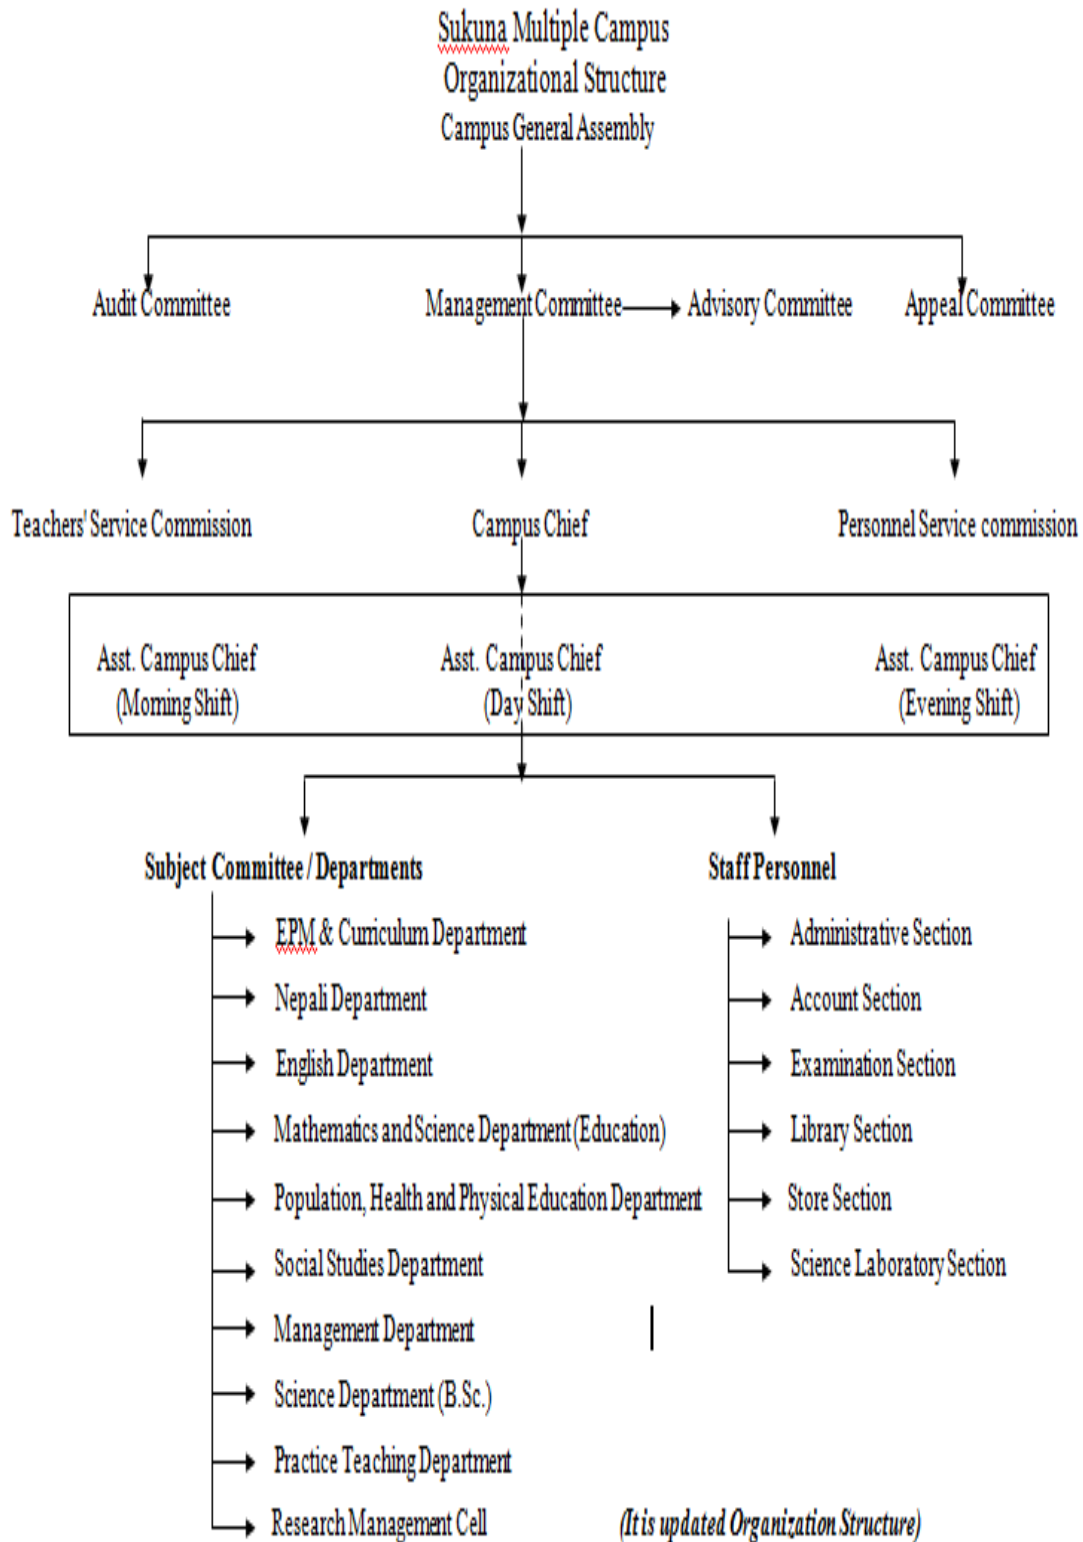 Sukuna Multiple Campus
Organizational Structure
Campus General Assembly
Audit Committee
Management Committee
Advisory Committee
Appeal Committee
Teachers' Service Commission
Campus Chief
Personnel Service commission
Asst. Campus Chief
(Morning Shift)
Asst. Campus Chief
(Day Shift)
Asst. Campus Chief
(Evening Shift)
Subject Committee / Departments
EPM & Curriculum Department
Nepali Department
English Department
Mathematics and Science Department (Education)
Population, Health and Physical Education Department
Social Studies Department
Management Department
Science Department (B.Sc.)
Practice Teaching Department
Research Management Cell
Staff Personnel
Administrative Section
Account Section
Examination Section
Library Section
Store Section
Science Laboratory Section
(It is updated Organization Structure)